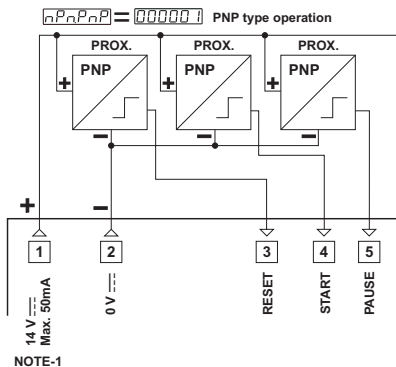 nPnPnP = 000001 PNP type operation
PROX. PROX. PROX.
PNP PNP PNP
+ + +
− − −
+ −
1 2 3 4 5
14 V ⎓
Max. 50mA
0 V ⎓
RESET
START
PAUSE
NOTE-1